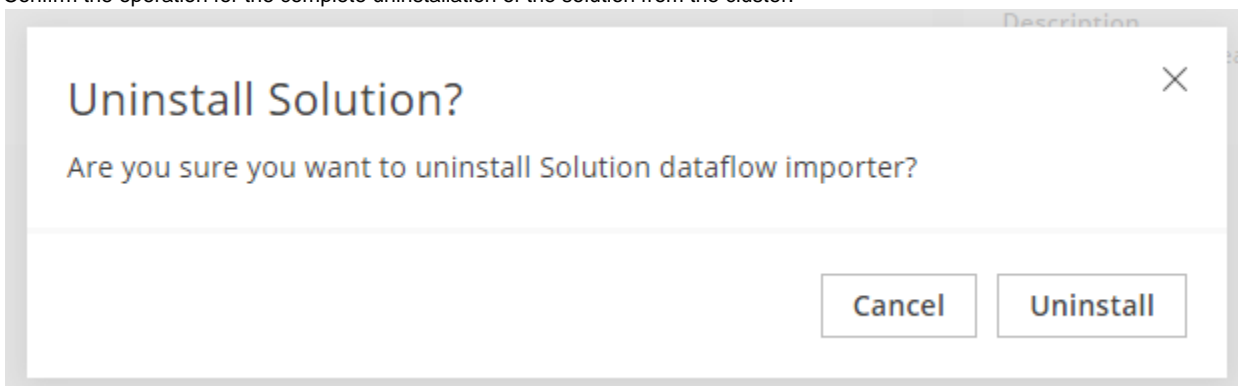 Confirm the operation for the complete uninstallation of the solution from the cluster.
Description
Uninstall Solution?
Are you sure you want to uninstall Solution dataflow importer?
Cancel Uninstall